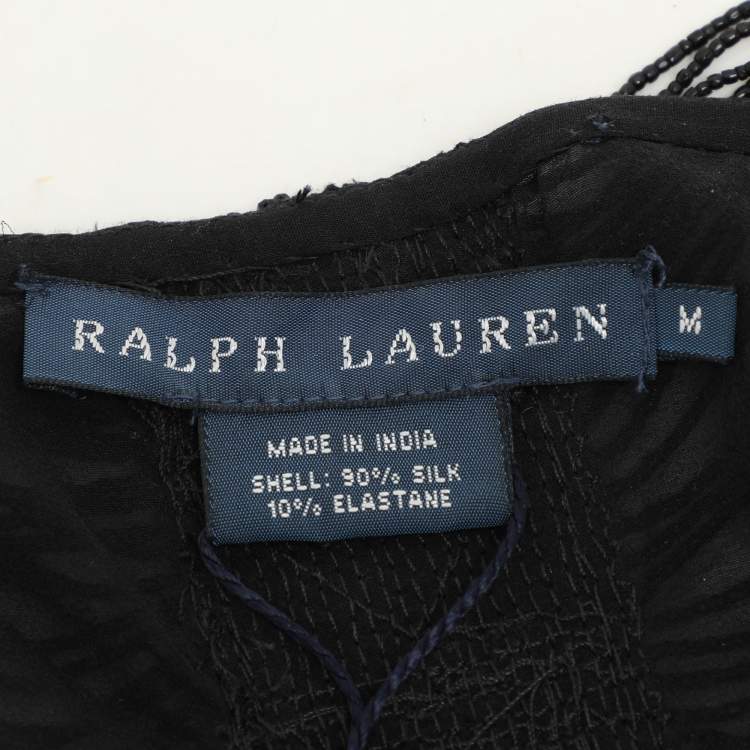 RALPH LAUREN
M
MADE IN INDIA
SHELL: 90% SILK
10% ELASTANE